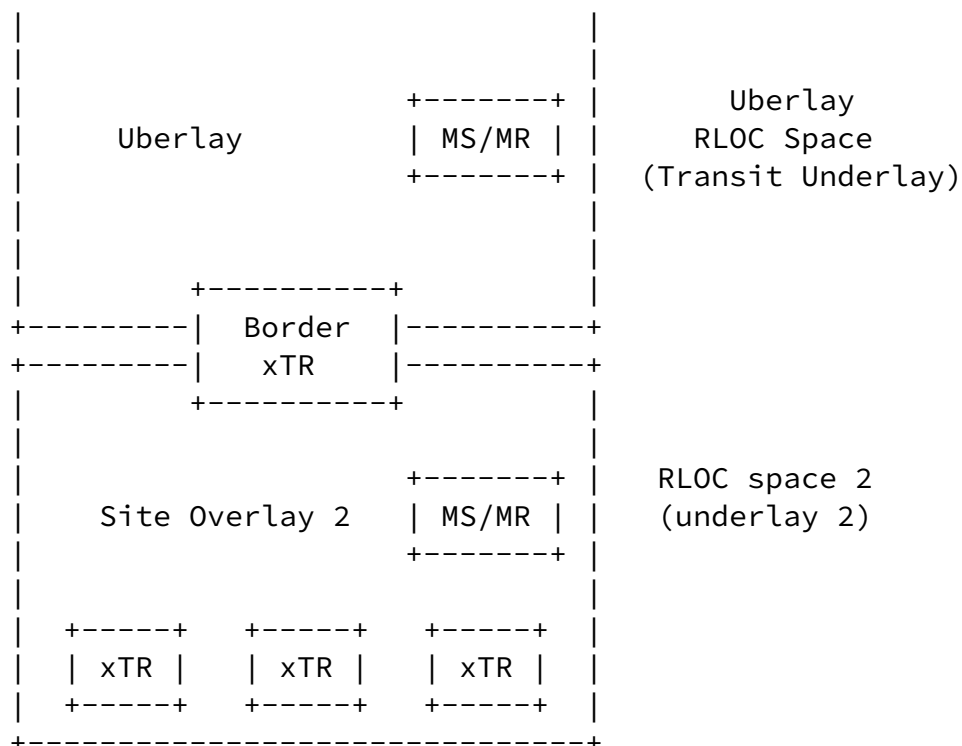 Uberlay
MS/MR
Uberlay
RLOC Space
(Transit Underlay)
Border
xTR
Site Overlay 2
MS/MR
RLOC space 2
(underlay 2)
xTR xTR xTR